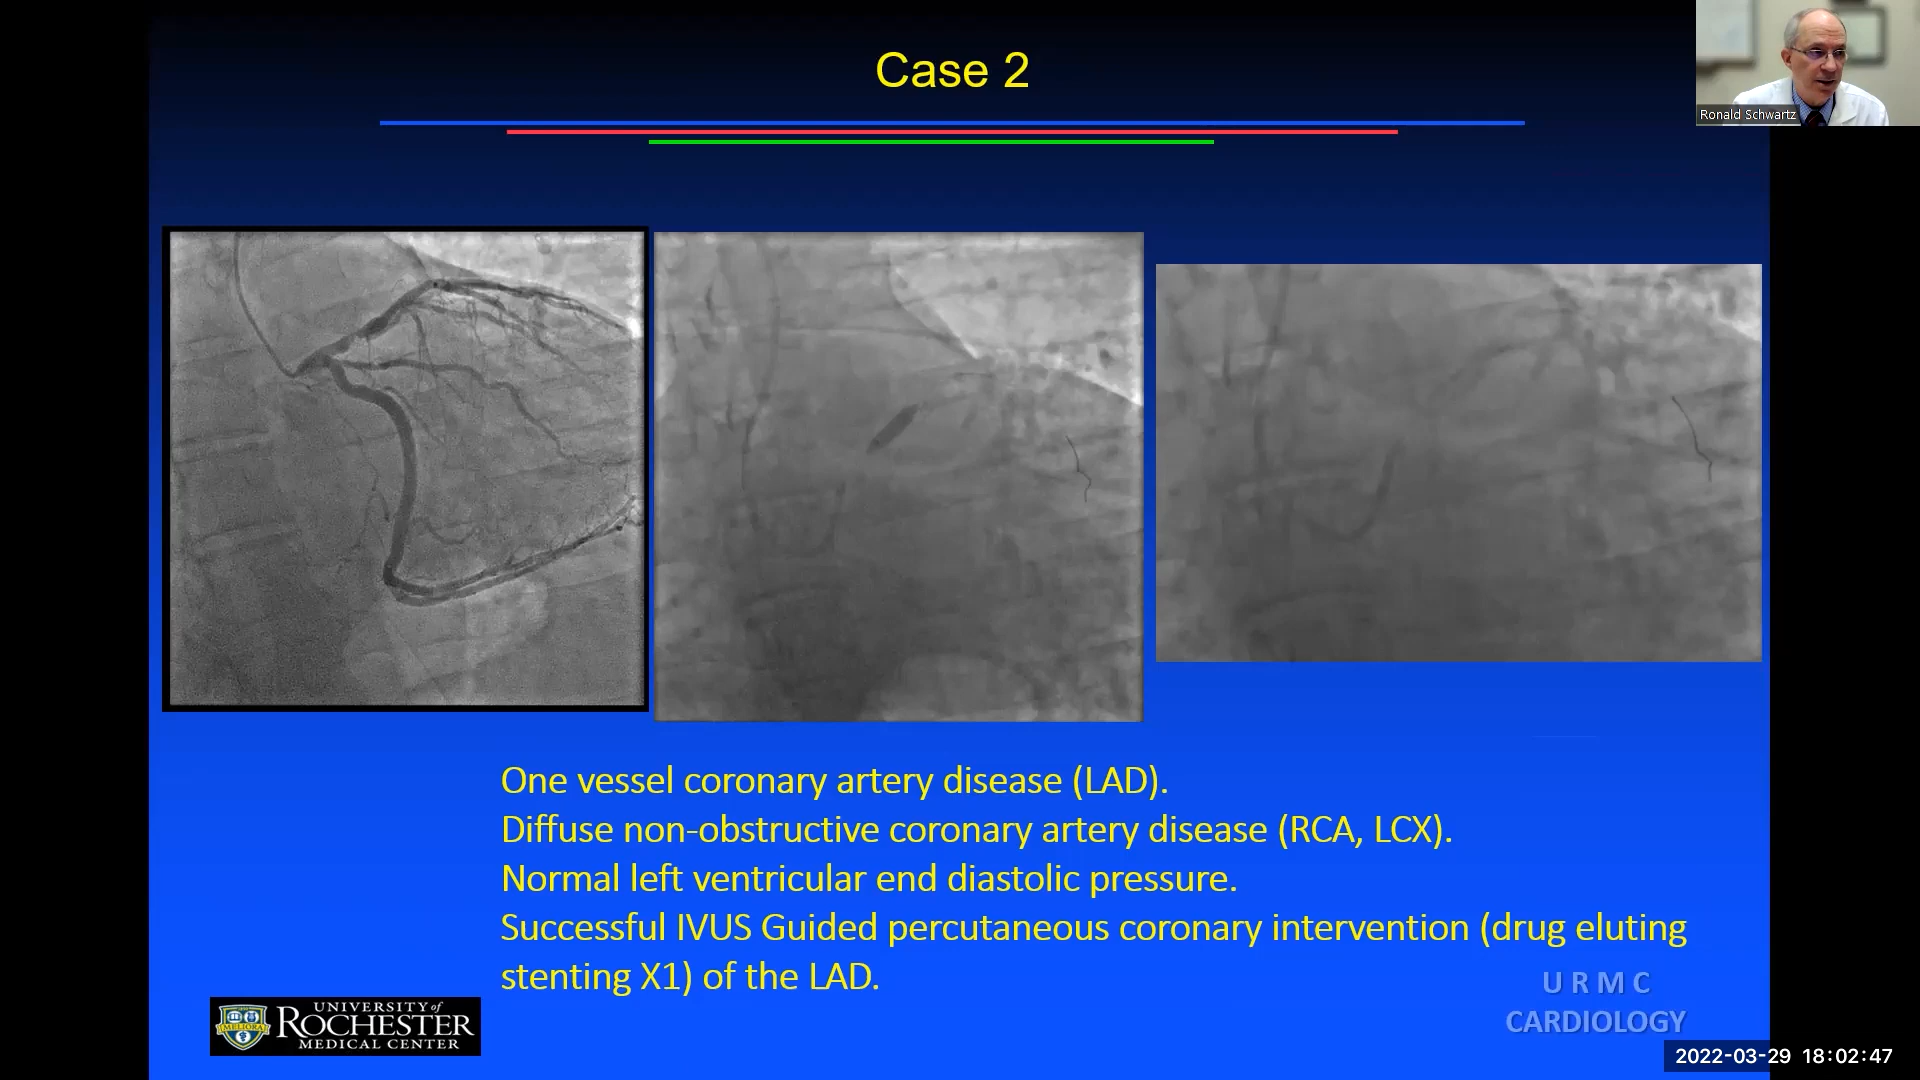 Case 2
Ronald Schwartz
One vessel coronary artery disease (LAD).
Diffuse non-obstructive coronary artery disease (RCA, LCX).
Normal left ventricular end diastolic pressure.
Successful IVUS Guided percutaneous coronary intervention (drug eluting
stenting X1) of the LAD.
URMC
CARDIOLOGY
MELIORA
UNIVERSITY of
ROCHESTER
MEDICAL CENTER
2022-03-29 18:02:47